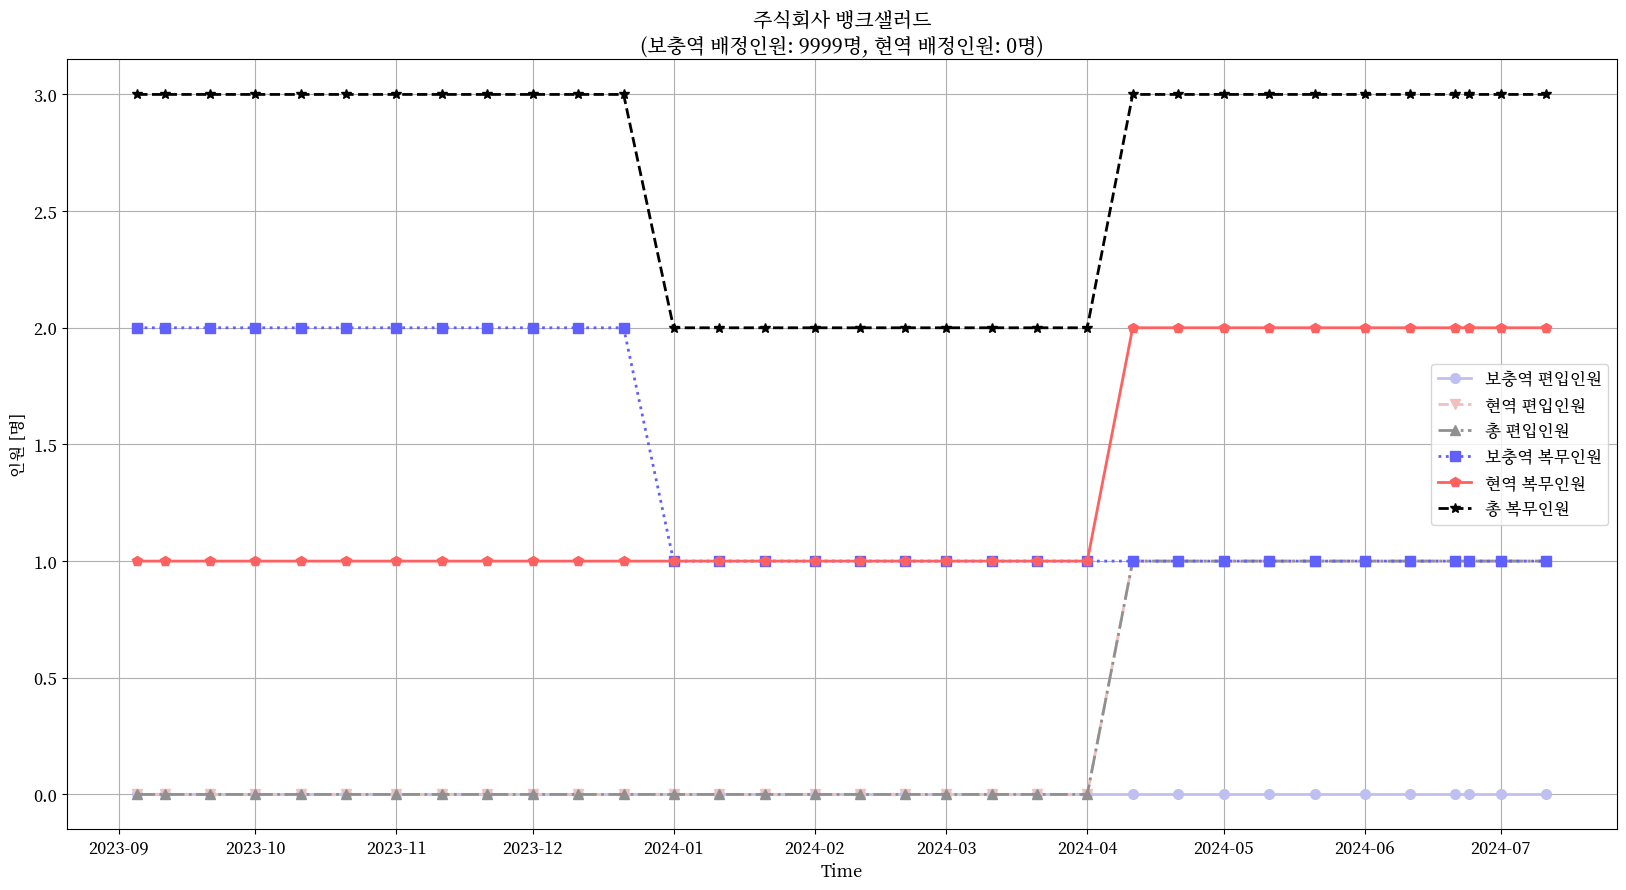 주식회사 뱅크샐러드
(보충역 배정인원: 9999명, 현역 배정인원: 0명)
3.0
2.5
2.0
1.5
1.0
0.5
0.0
인원 [명]
보충역 편입인원
현역 편입인원
총 편입인원
보충역 복무인원
현역 복무인원
총 복무인원
2023-09 2023-10 2023-11 2023-12 2024-01 2024-02 2024-03 2024-04 2024-05 2024-06 2024-07
Time